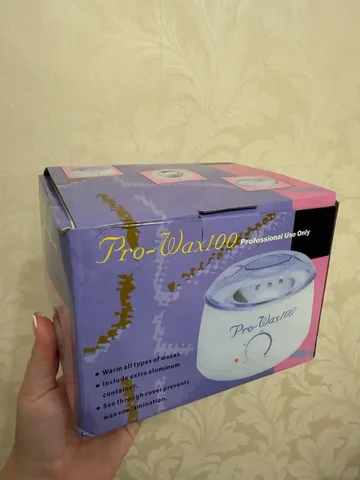 Pro-Wax100 Professional Use Only
Pro-Wax100
• Warm all types of waxes.
• Include extra aluminum
container.
• See through cover prevents
wax contamination.